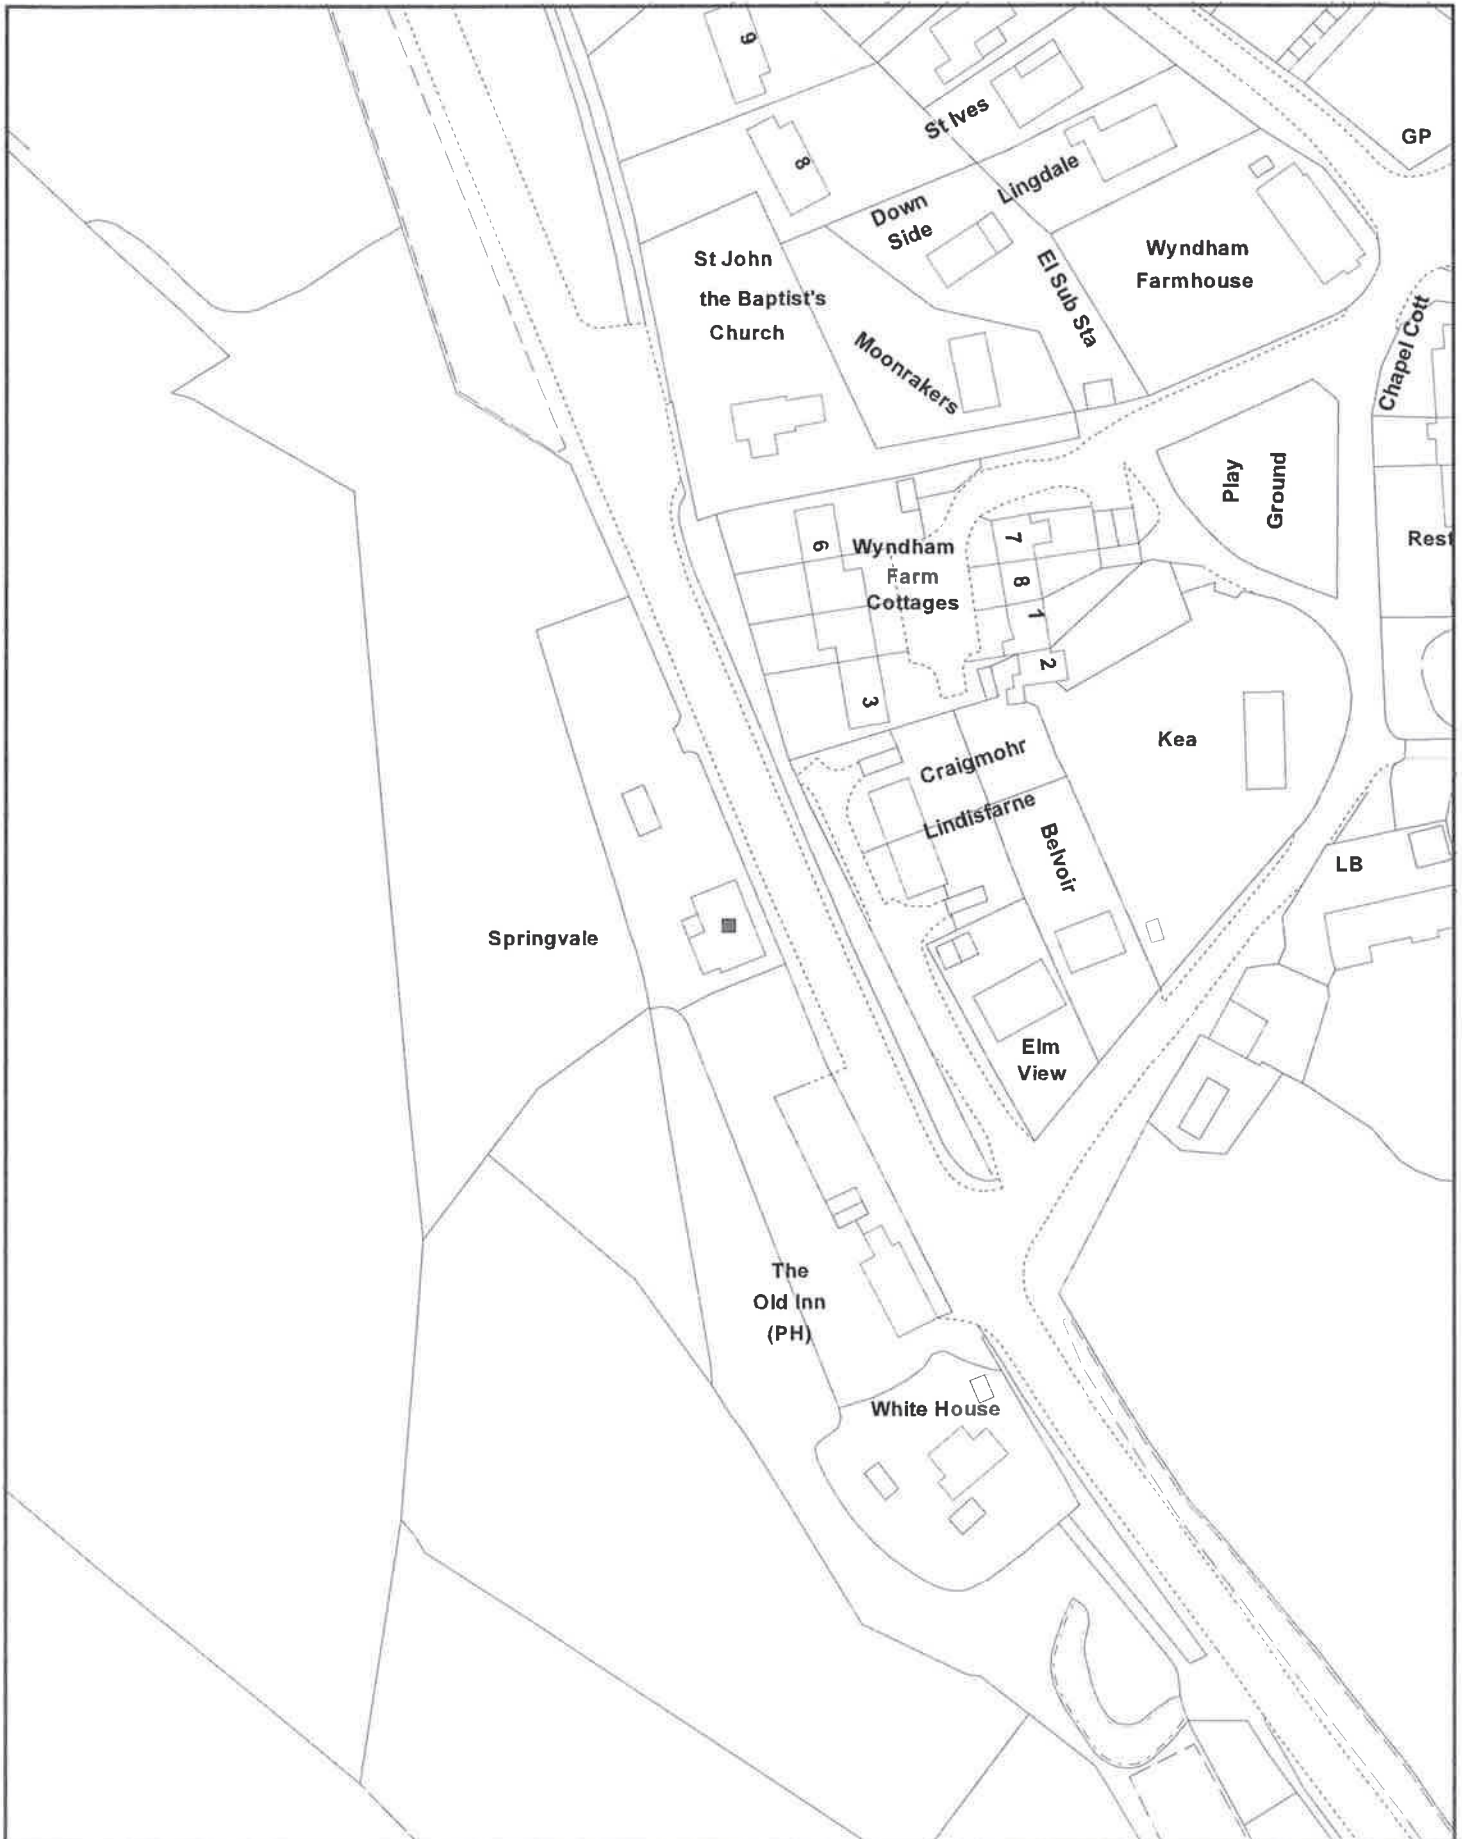 9
St Ives
GP
8
Lingdale
Down
Side
Wyndham
Farmhouse
St John
the Baptist's
Church
El Sub Sta
Moonrakers
Chapel Cott
Play
Ground
Rest
6
Wyndham
Farm
Cottages
7
8
1
2
3
Kea
Craigmohr
Lindisfarne
Belvoir
LB
Springvale
Elm
View
The
Old Inn
(PH)
White House